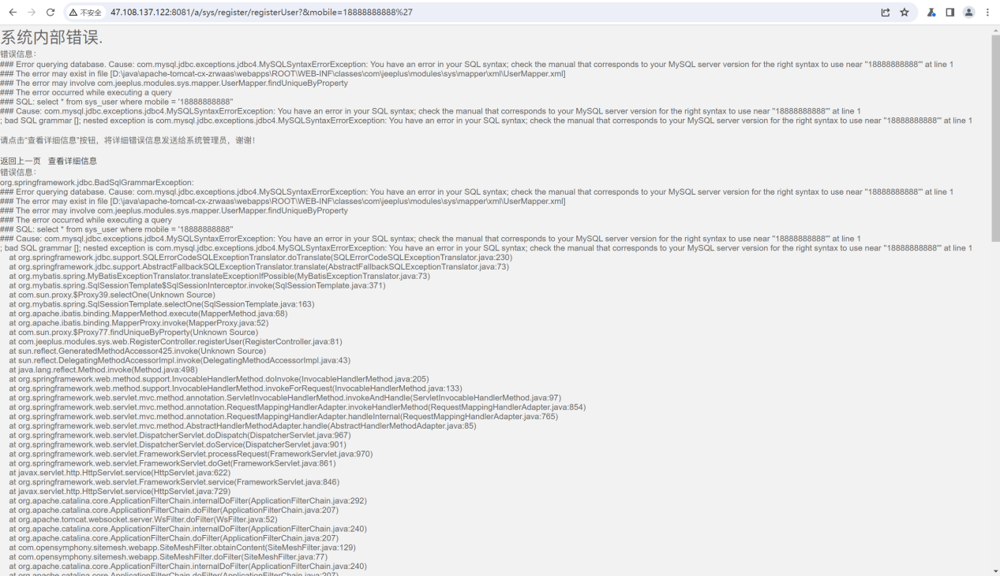 不安全 47.108.137.122:8081/a/sys/register/registerUser?&mobile=18888888888%27
系统内部错误.
错误信息：
### Error querying database. Cause: com.mysql.jdbc.exceptions.jdbc4.MySQLSyntaxErrorException: You have an error in your SQL syntax; check the manual that corresponds to your MySQL server version for the right syntax to use near ''18888888888''' at line 1
### The error may exist in file [D:\java\apache-tomcat-cx-zrwaas\webapps\ROOT\WEB-INF\classes\com\jeeplus\modules\sys\mapper\xml\UserMapper.xml]
### The error may involve com.jeeplus.modules.sys.mapper.UserMapper.findUniqueByProperty
### The error occurred while executing a query
### SQL: select * from sys_user where mobile = '18888888888''
### Cause: com.mysql.jdbc.exceptions.jdbc4.MySQLSyntaxErrorException: You have an error in your SQL syntax; check the manual that corresponds to your MySQL server version for the right syntax to use near ''18888888888''' at line 1
; bad SQL grammar []; nested exception is com.mysql.jdbc.exceptions.jdbc4.MySQLSyntaxErrorException: You have an error in your SQL syntax; check the manual that corresponds to your MySQL server version for the right syntax to use near ''18888888888''' at line 1
请点击“查看详细信息”按钮，将详细错误信息发送给系统管理员，谢谢！
返回上一页 查看详细信息
错误信息：
org.springframework.jdbc.BadSqlGrammarException:
### Error querying database. Cause: com.mysql.jdbc.exceptions.jdbc4.MySQLSyntaxErrorException: You have an error in your SQL syntax; check the manual that corresponds to your MySQL server version for the right syntax to use near ''18888888888''' at line 1
### The error may exist in file [D:\java\apache-tomcat-cx-zrwaas\webapps\ROOT\WEB-INF\classes\com\jeeplus\modules\sys\mapper\xml\UserMapper.xml]
### The error may involve com.jeeplus.modules.sys.mapper.UserMapper.findUniqueByProperty
### The error occurred while executing a query
### SQL: select * from sys_user where mobile = '18888888888''
### Cause: com.mysql.jdbc.exceptions.jdbc4.MySQLSyntaxErrorException: You have an error in your SQL syntax; check the manual that corresponds to your MySQL server version for the right syntax to use near ''18888888888''' at line 1
; bad SQL grammar []; nested exception is com.mysql.jdbc.exceptions.jdbc4.MySQLSyntaxErrorException: You have an error in your SQL syntax; check the manual that corresponds to your MySQL server version for the right syntax to use near ''18888888888''' at line 1
at org.springframework.jdbc.support.SQLErrorCodeSQLExceptionTranslator.doTranslate(SQLErrorCodeSQLExceptionTranslator.java:230)
at org.springframework.jdbc.support.AbstractFallbackSQLExceptionTranslator.translate(AbstractFallbackSQLExceptionTranslator.java:73)
at org.mybatis.spring.MyBatisExceptionTranslator.translateExceptionIfPossible(MyBatisExceptionTranslator.java:73)
at org.mybatis.spring.SqlSessionTemplate$SqlSessionInterceptor.invoke(SqlSessionTemplate.java:371)
at com.sun.proxy.$Proxy39.selectOne(Unknown Source)
at org.mybatis.spring.SqlSessionTemplate.selectOne(SqlSessionTemplate.java:163)
at org.apache.ibatis.binding.MapperMethod.execute(MapperMethod.java:68)
at org.apache.ibatis.binding.MapperProxy.invoke(MapperProxy.java:52)
at com.sun.proxy.$Proxy77.findUniqueByProperty(Unknown Source)
at com.jeeplus.modules.sys.web.RegisterController.registerUser(RegisterController.java:81)
at sun.reflect.GeneratedMethodAccessor425.invoke(Unknown Source)
at sun.reflect.DelegatingMethodAccessorImpl.invoke(DelegatingMethodAccessorImpl.java:43)
at java.lang.reflect.Method.invoke(Method.java:498)
at org.springframework.web.method.support.InvocableHandlerMethod.doInvoke(InvocableHandlerMethod.java:205)
at org.springframework.web.method.support.InvocableHandlerMethod.invokeForRequest(InvocableHandlerMethod.java:133)
at org.springframework.web.servlet.mvc.method.annotation.ServletInvocableHandlerMethod.invokeAndHandle(ServletInvocableHandlerMethod.java:97)
at org.springframework.web.servlet.mvc.method.annotation.RequestMappingHandlerAdapter.invokeHandlerMethod(RequestMappingHandlerAdapter.java:854)
at org.springframework.web.servlet.mvc.method.annotation.RequestMappingHandlerAdapter.handleInternal(RequestMappingHandlerAdapter.java:765)
at org.springframework.web.servlet.mvc.method.AbstractHandlerMethodAdapter.handle(AbstractHandlerMethodAdapter.java:85)
at org.springframework.web.servlet.DispatcherServlet.doDispatch(DispatcherServlet.java:967)
at org.springframework.web.servlet.DispatcherServlet.doService(DispatcherServlet.java:901)
at org.springframework.web.servlet.FrameworkServlet.processRequest(FrameworkServlet.java:970)
at org.springframework.web.servlet.FrameworkServlet.doGet(FrameworkServlet.java:861)
at javax.servlet.http.HttpServlet.service(HttpServlet.java:622)
at org.springframework.web.servlet.FrameworkServlet.service(FrameworkServlet.java:846)
at javax.servlet.http.HttpServlet.service(HttpServlet.java:729)
at org.apache.catalina.core.ApplicationFilterChain.internalDoFilter(ApplicationFilterChain.java:292)
at org.apache.catalina.core.ApplicationFilterChain.doFilter(ApplicationFilterChain.java:207)
at org.apache.tomcat.websocket.server.WsFilter.doFilter(WsFilter.java:52)
at org.apache.catalina.core.ApplicationFilterChain.internalDoFilter(ApplicationFilterChain.java:240)
at org.apache.catalina.core.ApplicationFilterChain.doFilter(ApplicationFilterChain.java:207)
at com.opensymphony.sitemesh.webapp.SiteMeshFilter.obtainContent(SiteMeshFilter.java:129)
at com.opensymphony.sitemesh.webapp.SiteMeshFilter.doFilter(SiteMeshFilter.java:77)
at org.apache.catalina.core.ApplicationFilterChain.internalDoFilter(ApplicationFilterChain.java:240)
at org.apache.catalina.core.ApplicationFilterChain.doFilter(ApplicationFilterChain.java:207)